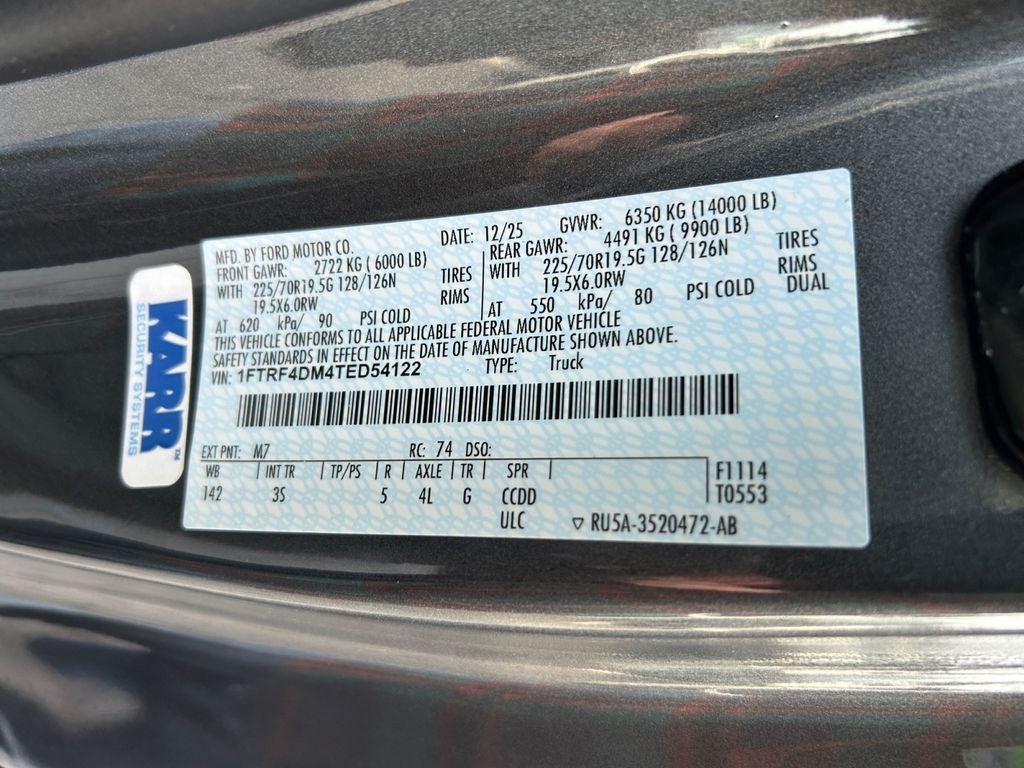 MFD. BY FORD MOTOR CO.
DATE: 12/25 GVWR: 6350 KG (14000 LB)
FRONT GAWR: 2722 KG ( 6000 LB)
WITH 225/70R19.5G 128/126N TIRES
19.5X6.0RW RIMS
AT 620 kPa/ 90 PSI COLD
REAR GAWR: 4491 KG ( 9900 LB)
WITH 225/70R19.5G 128/126N TIRES
19.5X6.0RW RIMS
AT 550 kPa/ 80 PSI COLD DUAL
THIS VEHICLE CONFORMS TO ALL APPLICABLE FEDERAL MOTOR VEHICLE
SAFETY STANDARDS IN EFFECT ON THE DATE OF MANUFACTURE SHOWN ABOVE.
VIN: 1FTRF4DM4TED54122 TYPE: Truck
EXT PNT: M7 RC: 74 DSO:
WB INT TR TP/PS R AXLE TR SPR F1114
142 3S 5 4L G CCDD T0553
ULC ▽ RU5A-3520472-AB
KARR™
SECURITY SYSTEMS